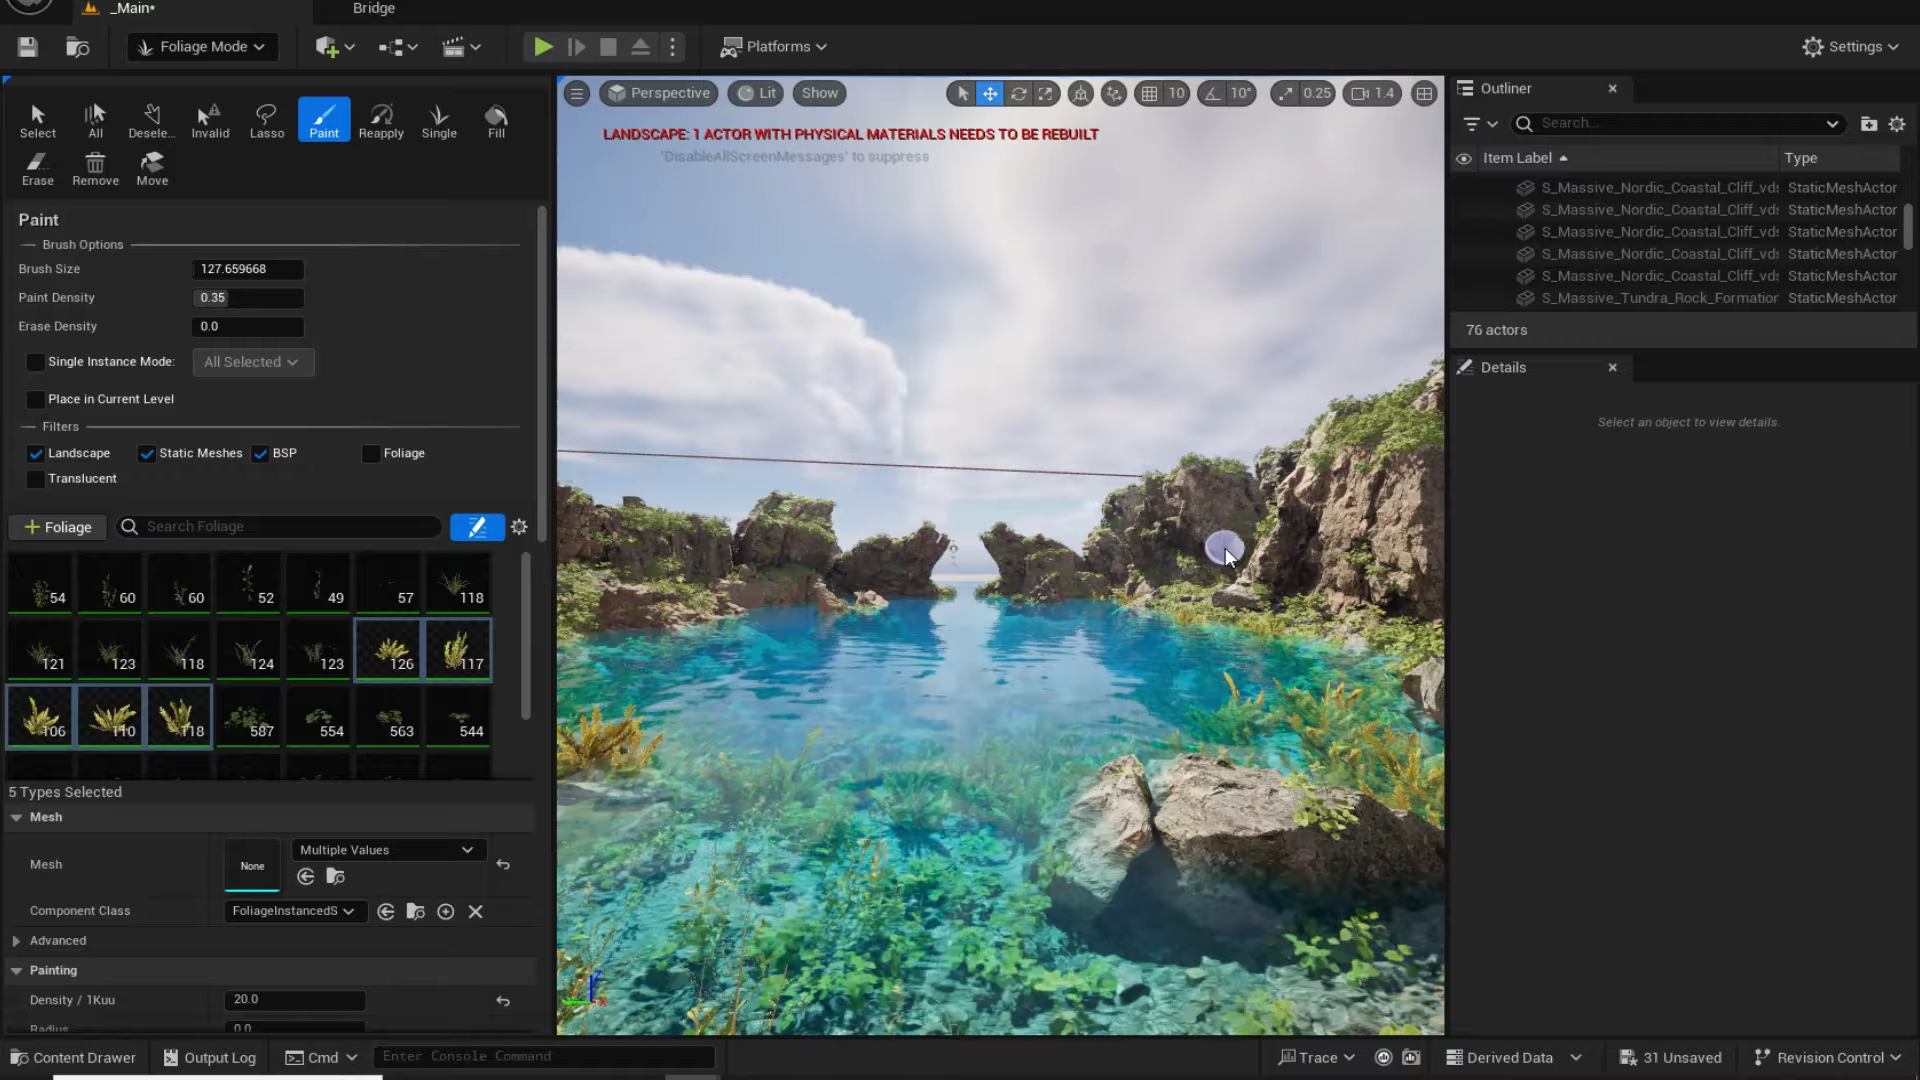 _Main*
Bridge
Foliage Mode
Platforms
Settings
Select
All
Desele...
Invalid
Lasso
Paint
Reapply
Single
Fill
Erase
Remove
Move
Paint
Brush Options
Brush Size
127.659668
Paint Density
0.35
Erase Density
0.0
Single Instance Mode:
All Selected
Place in Current Level
Filters
Landscape
Static Meshes
BSP
Foliage
Translucent
+ Foliage
Search Foliage
54
60
60
52
49
57
118
121
123
118
124
123
126
117
106
110
118
587
554
563
544
5 Types Selected
Mesh
Mesh
None
Multiple Values
Component Class
FoliageInstancedS
Advanced
Painting
Density / 1Kuu
20.0
Radius
0.0
Perspective
Lit
Show
10
10°
0.25
1.4
LANDSCAPE: 1 ACTOR WITH PHYSICAL MATERIALS NEEDS TO BE REBUILT
'DisableAllScreenMessages' to suppress
Z
X
Outliner
Search...
Item Label
Type
S_Massive_Nordic_Coastal_Cliff_vds
StaticMeshActor
S_Massive_Nordic_Coastal_Cliff_vds
StaticMeshActor
S_Massive_Nordic_Coastal_Cliff_vds
StaticMeshActor
S_Massive_Nordic_Coastal_Cliff_vds
StaticMeshActor
S_Massive_Nordic_Coastal_Cliff_vds
StaticMeshActor
S_Massive_Tundra_Rock_Formation
StaticMeshActor
76 actors
Details
Select an object to view details.
Content Drawer
Output Log
Cmd
Enter Console Command
Trace
Derived Data
31 Unsaved
Revision Control